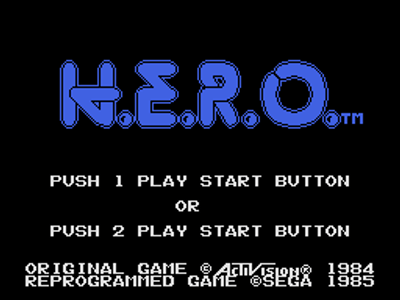 H.E.R.O.™
PUSH 1 PLAY START BUTTON
OR
PUSH 2 PLAY START BUTTON
ORIGINAL GAME ©ACTIVISION® 1984
REPROGRAMMED GAME ©SEGA 1985